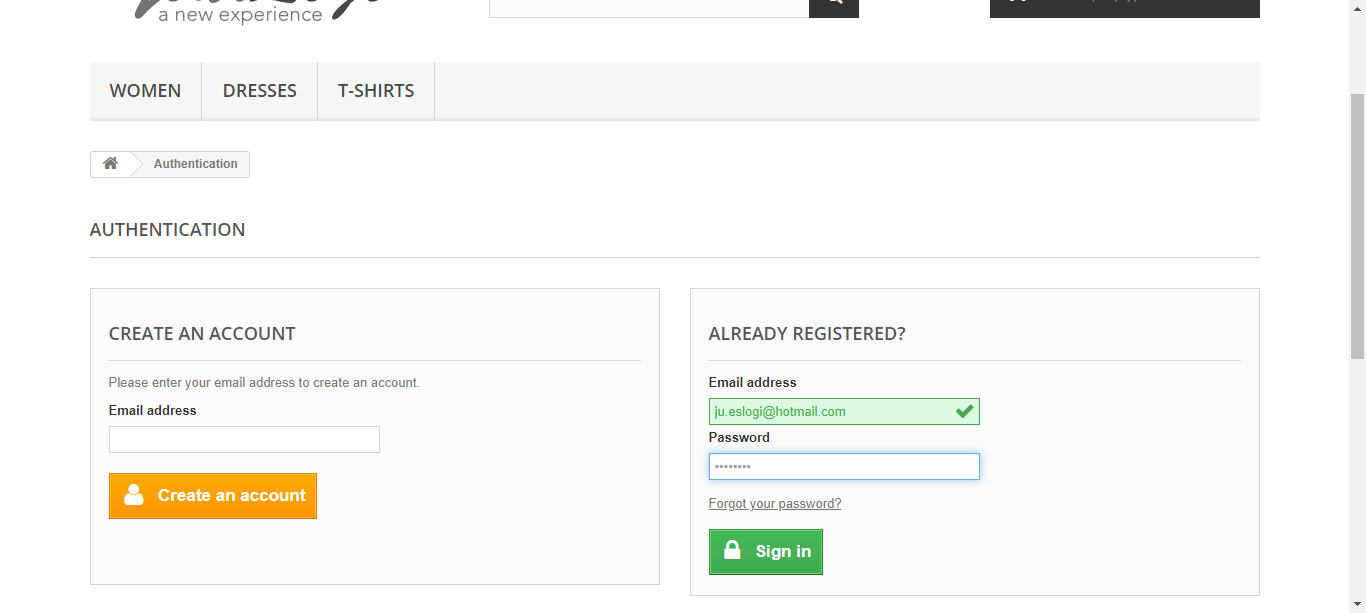 a new experience
WOMEN
DRESSES
T-SHIRTS
Authentication
AUTHENTICATION
CREATE AN ACCOUNT
Please enter your email address to create an account.
Email address
Create an account
ALREADY REGISTERED?
Email address
ju.eslogi@hotmail.com
Password
••••••••
Forgot your password?
Sign in